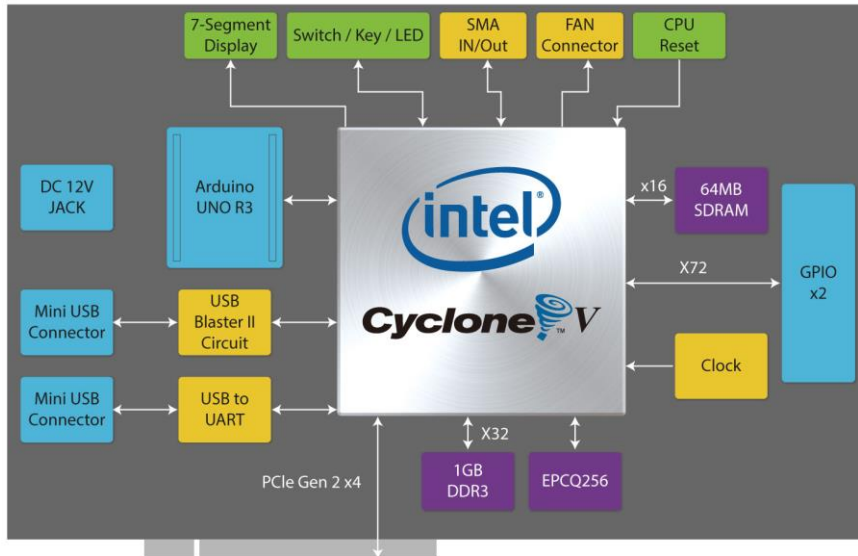 7-Segment
Display
Switch / Key / LED
SMA
IN/Out
FAN
Connector
CPU
Reset
DC 12V
JACK
Arduino
UNO R3
intel®
Cyclone™ V
x16
64MB
SDRAM
X72
GPIO
x2
Mini USB
Connector
USB
Blaster II
Circuit
Clock
Mini USB
Connector
USB to
UART
PCIe Gen 2 x4
X32
1GB
DDR3
EPCQ256